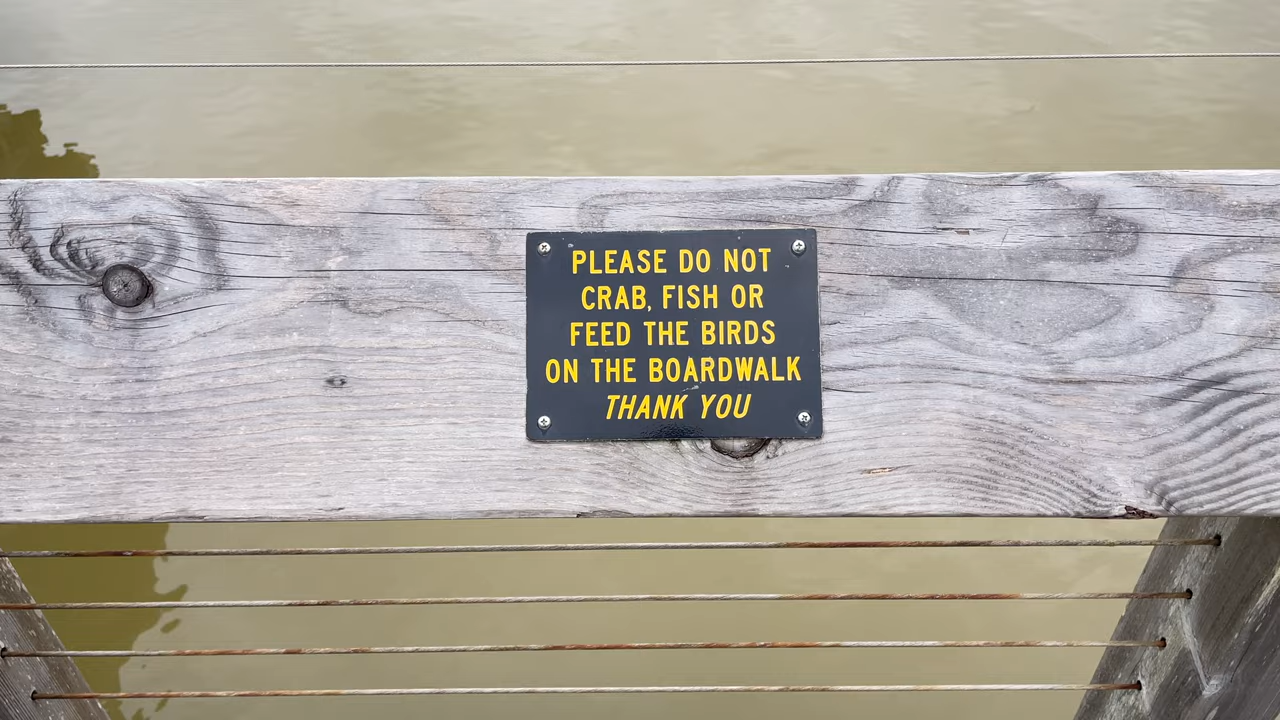 PLEASE DO NOT
CRAB, FISH OR
FEED THE BIRDS
ON THE BOARDWALK
THANK YOU